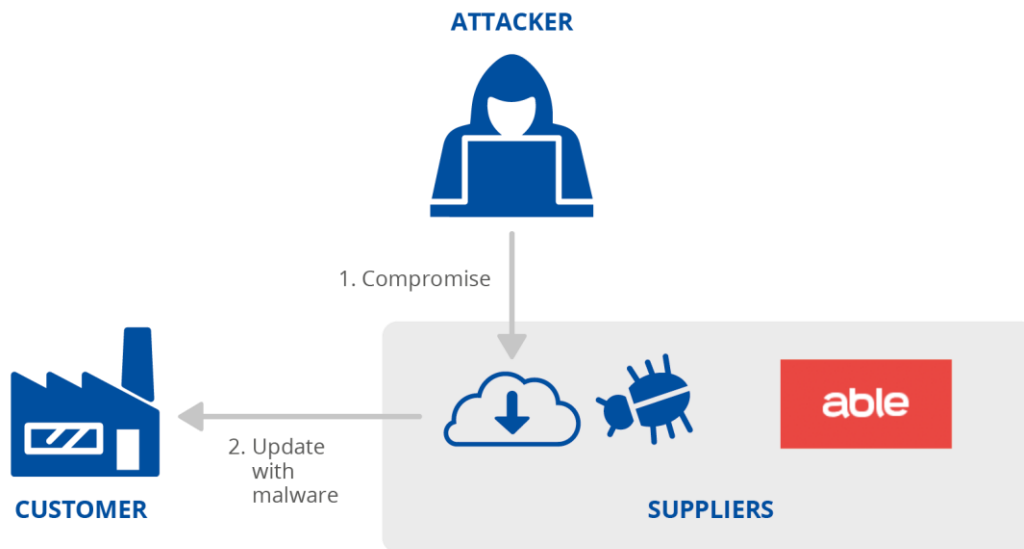 ATTACKER
1. Compromise
able
2. Update
with
malware
CUSTOMER
SUPPLIERS